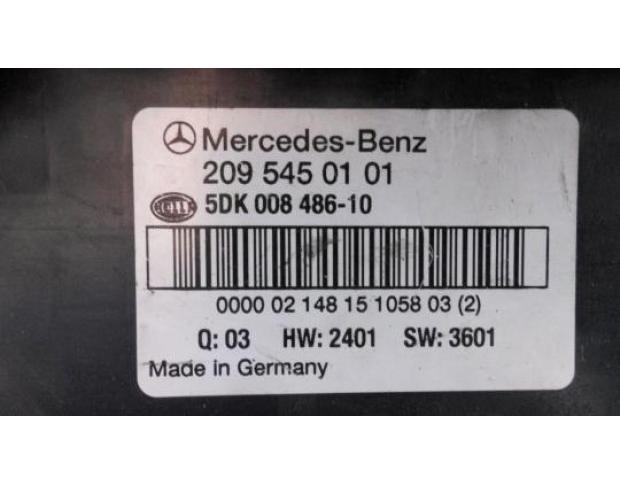 Mercedes-Benz
209 545 01 01
HELLA 5DK 008 486-10
0000 02 148 15 1058 03 (2)
Q: 03 HW: 2401 SW: 3601
Made in Germany